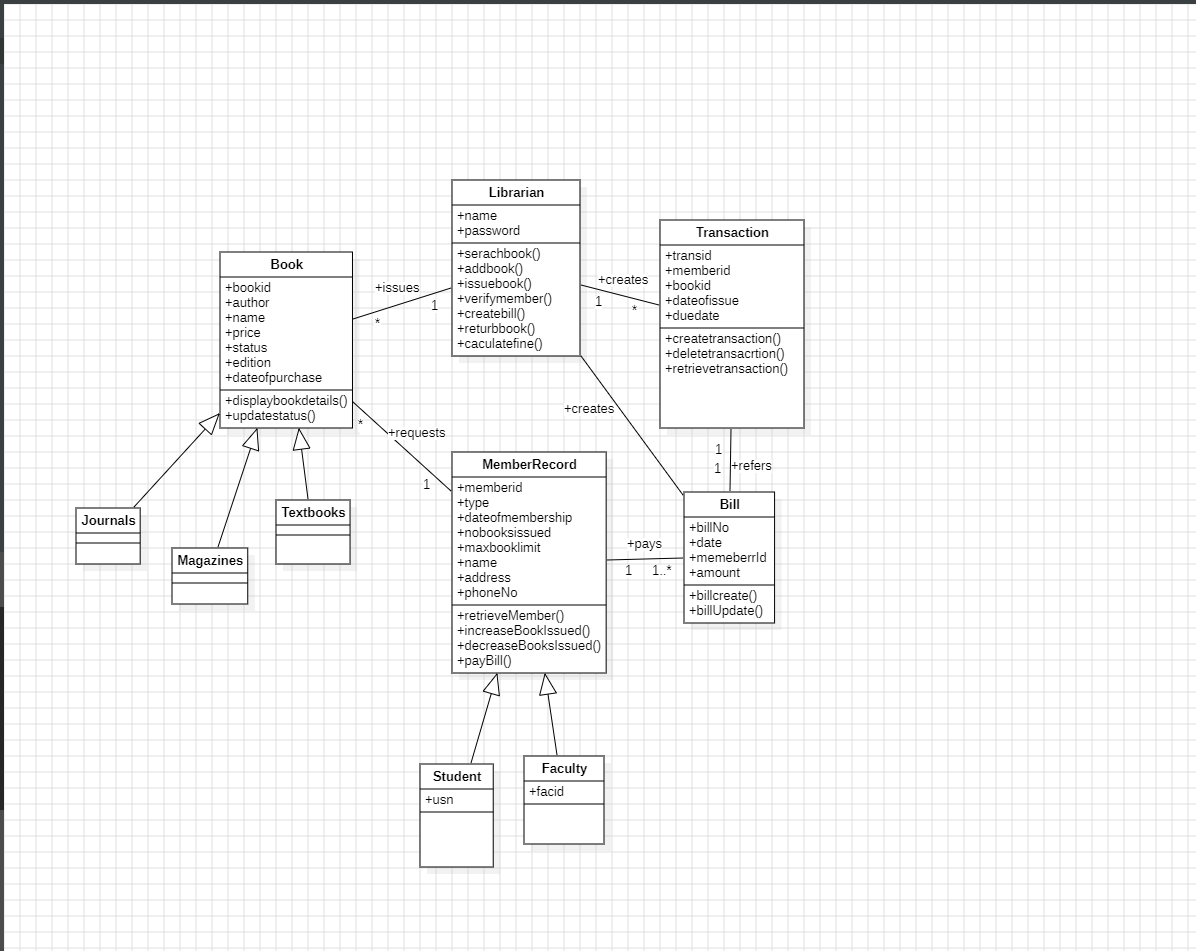 Librarian
+name
+password
+serachbook()
+addbook()
+issuebook()
+verifymember()
+createbill()
+returbbook()
+caculatefine()
Transaction
+transid
+memberid
+bookid
+dateofissue
+duedate
+createtransaction()
+deletetransacrtion()
+retrievetransaction()
Book
+bookid
+author
+name
+price
+status
+edition
+dateofpurchase
+displaybookdetails()
+updatestatus()
+issues
1
*
+creates
1
*
+creates
*
+requests
1
1
1
+refers
MemberRecord
+memberid
+type
+dateofmembership
+nobooksissued
+maxbooklimit
+name
+address
+phoneNo
+retrieveMember()
+increaseBookIssued()
+decreaseBooksIssued()
+payBill()
+pays
1
1..*
Bill
+billNo
+date
+memeberrId
+amount
+billcreate()
+billUpdate()
Journals
Magazines
Textbooks
Student
+usn
Faculty
+facid